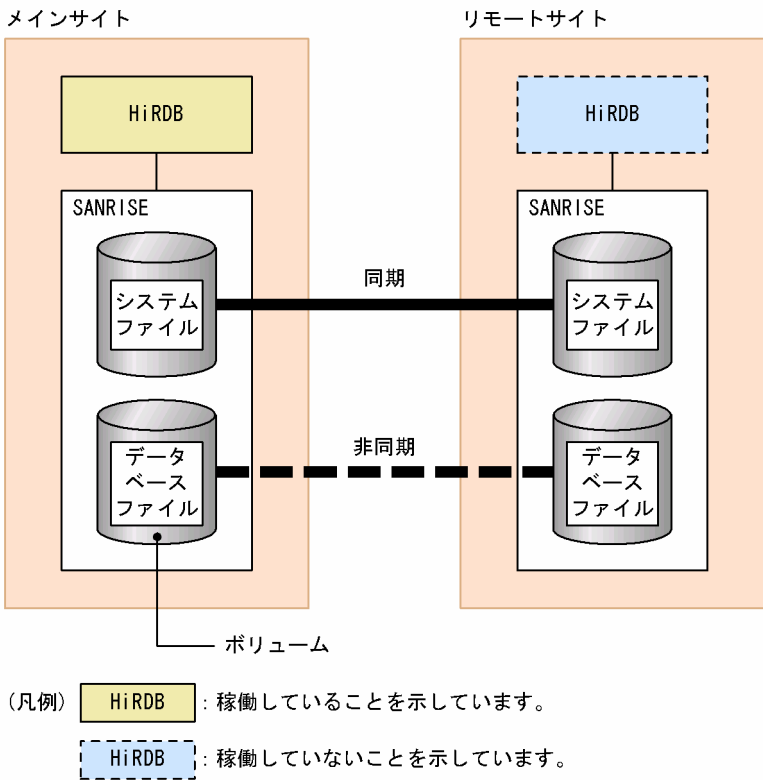 メインサイト
リモートサイト
HiRDB
HiRDB
SANRISE
SANRISE
システム
ファイル
同期
システム
ファイル
データ
ベース
ファイル
非同期
データ
ベース
ファイル
ボリューム
(凡例) HiRDB :稼働していることを示しています。
HiRDB :稼働していないことを示しています。